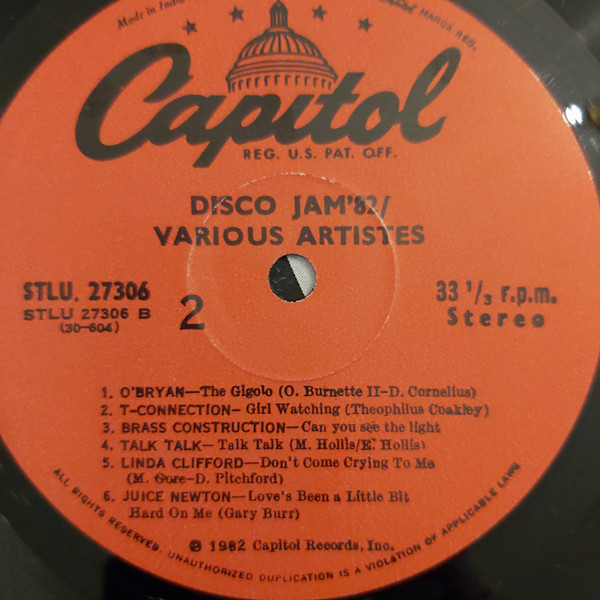 Made in India
Capitol MARCA REG.
Capitol
REG. U.S. PAT. OFF.
DISCO JAM'82/
VARIOUS ARTISTES
STLU. 27306
STLU 27306 B
(30-604)
2
33 1/3 r.p.m.
Stereo
1. O'BRYAN—The Gigolo (O. Burnette II-D. Cornelius)
2. T-CONNECTION- Girl Watching (Theophilus Coakley)
3. BRASS CONSTRUCTION—Can you see the light
4. TALK TALK—Talk Talk (M. Hollis/E. Hollis)
5. LINDA CLIFFORD—Don't Come Crying To Me
(M. Gore-D. Pitchford)
6. JUICE NEWTON—Love's Been a Little Bit
Hard On Me (Gary Burr)
℗ 1982 Capitol Records, Inc.
ALL RIGHTS RESERVED. UNAUTHORIZED DUPLICATION IS A VIOLATION OF APPLICABLE LAWS